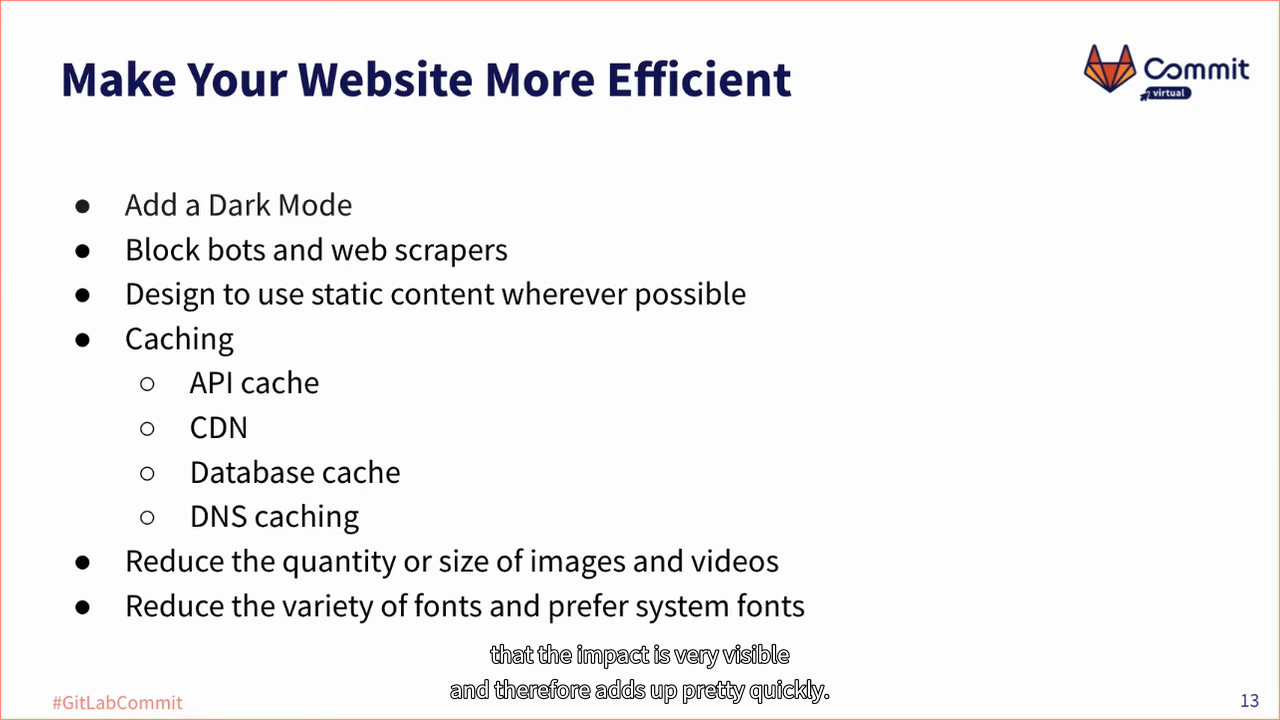 Make Your Website More Efficient
Commit
virtual
● Add a Dark Mode
● Block bots and web scrapers
● Design to use static content wherever possible
● Caching
○ API cache
○ CDN
○ Database cache
○ DNS caching
● Reduce the quantity or size of images and videos
● Reduce the variety of fonts and prefer system fonts
that the impact is very visible
and therefore adds up pretty quickly.
#GitLabCommit
13